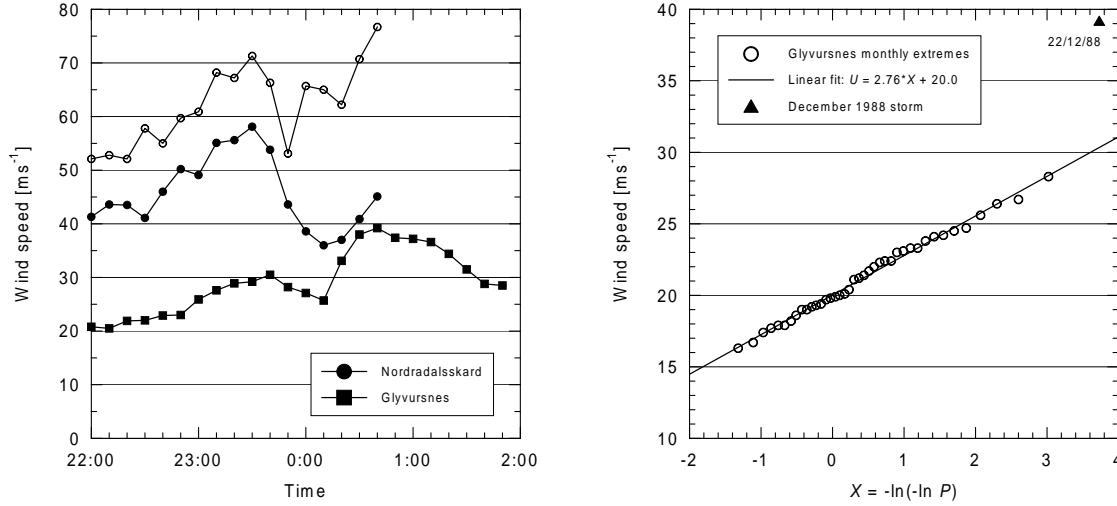 80
70
60
50
40
30
20
10
0
Wind speed [ms-1]
22:00 23:00 0:00 1:00 2:00
Time
Nordradalsskard
Glyvursnes
40
35
30
25
20
15
10
Wind speed [ms-1]
-2 -1 0 1 2 3 4
X = -ln(-ln P)
22/12/88
Glyvursnes monthly extremes
Linear fit: U = 2.76*X + 20.0
December 1988 storm